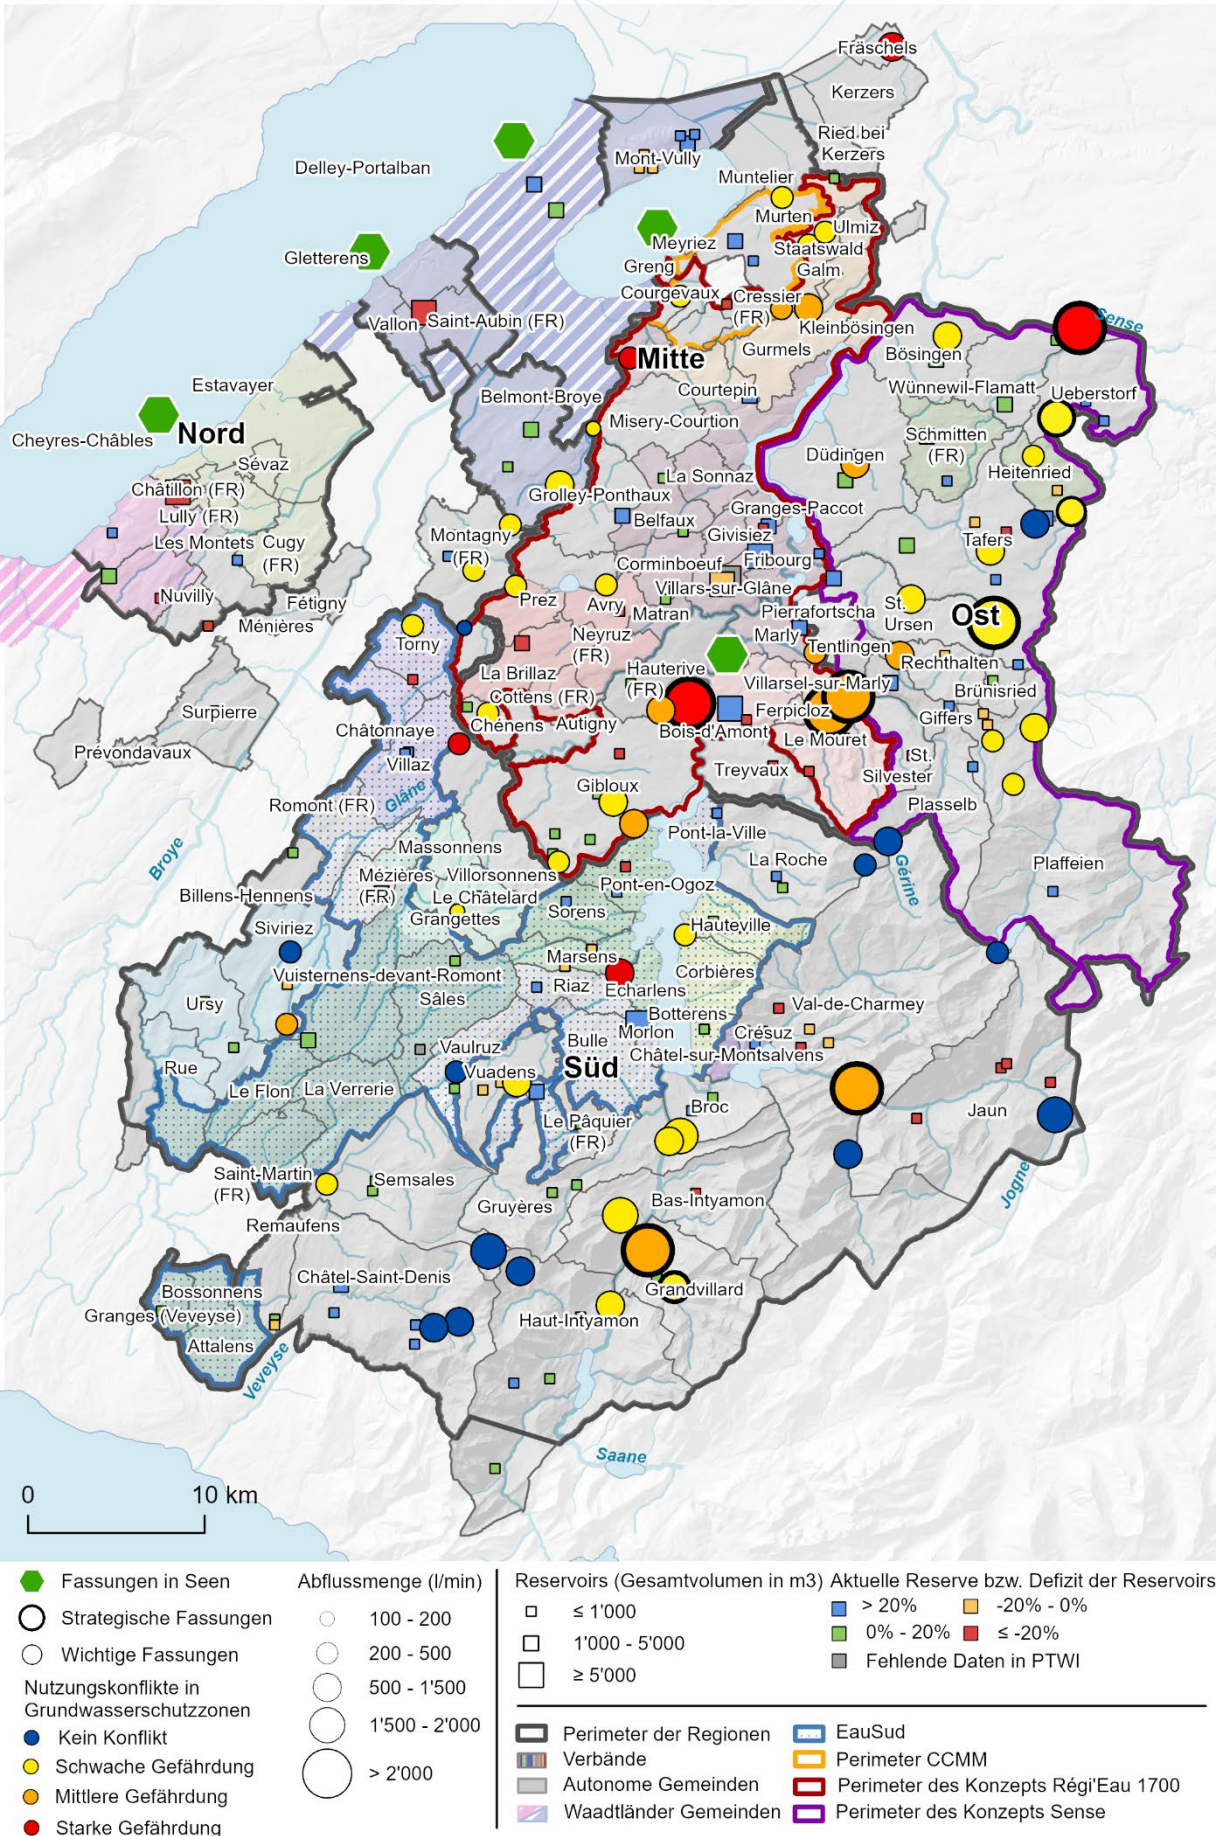 Fräschels
Kerzers
Ried bei
Kerzers
Mont-Vully
Delley-Portalban
Muntelier
Murten
Ulmiz
Meyriez
Staatswald
Galm
Gletterens
Greng
Courgevaux
Cressier
(FR)
Vallon
Saint-Aubin (FR)
Kleinbösingen
Sense
Bösingen
Gurmels
Mitte
Estavayer
Courtepin
Wünnewil-Flamatt
Ueberstorf
Belmont-Broye
Cheyres-Châbles
Nord
Misery-Courtion
Schmitten
(FR)
Düdingen
Heitenried
Sévaz
La Sonnaz
Châtillon (FR)
Grolley-Ponthaux
Granges-Paccot
Lully (FR)
Belfaux
Givisiez
Les Montets
Cugy
(FR)
Montagny
(FR)
Tafers
Corminboeuf
Fribourg
Villars-sur-Glâne
Nuvilly
Fétigny
Prez
Avry
Matran
Pierrafortscha
St.
Ursen
Ost
Ménières
Torny
Neyruz
(FR)
Marly
Tentlingen
Rechthalten
La Brillaz
Hauterive
(FR)
Villarsel-sur-Marly
Brünisried
Cottens (FR)
Ferpicloz
Giffers
Surpierre
Châtonnaye
Chénens
Autigny
Bois-d'Amont
Le Mouret
Prévondavaux
Villaz
Treyvaux
St.
Silvester
Gibloux
Plasselb
Romont (FR)
Glâne
Pont-la-Ville
Broye
Massonnens
La Roche
Gérine
Plaffeien
Mézières
(FR)
Villorsonnens
Pont-en-Ogoz
Billens-Hennens
Le Châtelard
Grangettes
Sorens
Hauteville
Siviriez
Marsens
Vuisternens-devant-Romont
Riaz
Echarlens
Corbières
Ursy
Sâles
Val-de-Charmey
Botterens
Morlon
Crésuz
Bulle
Vaulruz
Châtel-sur-Montsalvens
Rue
Vuadens
Süd
Le Flon
La Verrerie
Broc
Jaun
Le Pâquier
(FR)
Saint-Martin
(FR)
Semsales
Jogne
Gruyères
Bas-Intyamon
Remaufens
Châtel-Saint-Denis
Bossonnens
Grandvillard
Granges (Veveyse)
Haut-Intyamon
Attalens
Veveyse
Saane
0 10 km
Fassungen in Seen
Strategische Fassungen
Wichtige Fassungen
Nutzungskonflikte in
Grundwasserschutzzonen
Kein Konflikt
Schwache Gefährdung
Mittlere Gefährdung
Starke Gefährdung
Abflussmenge (l/min)
100 - 200
200 - 500
500 - 1'500
1'500 - 2'000
> 2'000
Reservoirs (Gesamtvolumen in m3)
≤ 1'000
1'000 - 5'000
≥ 5'000
Aktuelle Reserve bzw. Defizit der Reservoirs
> 20% -20% - 0%
0% - 20% ≤ -20%
Fehlende Daten in PTWI
Perimeter der Regionen
Verbände
Autonome Gemeinden
Waadtländer Gemeinden
EauSud
Perimeter CCMM
Perimeter des Konzepts Régi'Eau 1700
Perimeter des Konzepts Sense